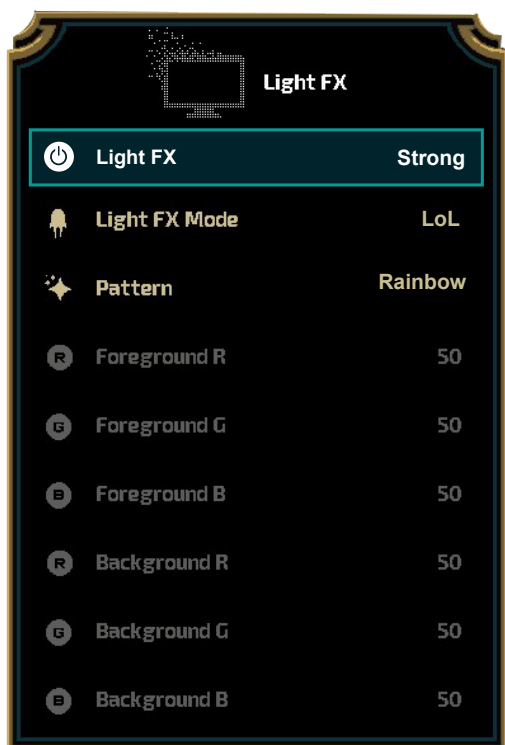 Light FX
Light FX Strong
Light FX Mode LoL
Pattern Rainbow
R Foreground R 50
G Foreground G 50
B Foreground B 50
R Background R 50
G Background G 50
B Background B 50